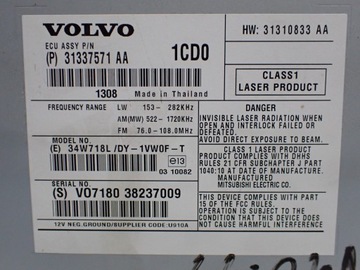 VOLVO
ECU ASSY P/N
(P) 31337571 AA
1CD0
1308 Made in Thailand
FREQUENCY RANGE LW 153- 282KHz
AM(MW) 522- 1720KHz
FM 76.0-108.0MHz
MODEL NO.
(E) 34W718L/DY-1VW0F-T
e13
03 10082
SERIAL NO.
(S) VO7180 38237009
12V NEG GROUND/SUPPLIER CODE US10A
HW: 31310833 AA
CLASS1
LASER PRODUCT
DANGER
INVISIBLE LASER RADIATION WHEN
OPEN AND INTERLOCK FAILED OR
DEFEATED.
AVOID DIRECT EXPOSURE TO BEAM.
CLASS 1 LASER PRODUCT
PRODUCT COMPLIES WITH DHHS
RULES 21 CFR SUBCHAPTER J PART
1040:10 AT DATE OF MANUFACTURE.
MITSUBISHI ELECTRIC CO.
THIS DEVICE COMPLIES WITH PART
15 OF THE FCC RULES.
OPERATION IS SUBJECT TO THE
CONDITION THAT THIS DEVICE DOES
NOT CAUSE HARMFUL INTERFERENCE